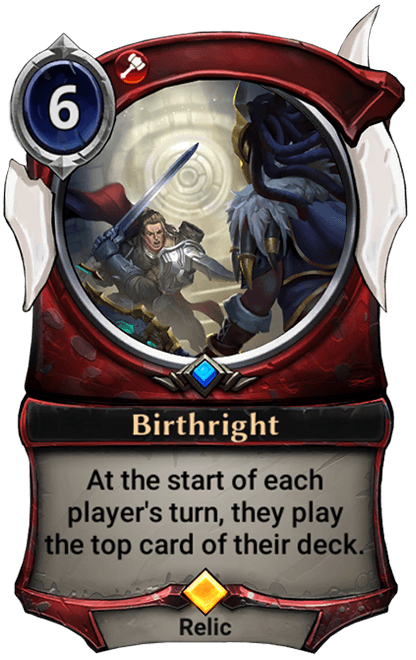 6
Birthright
At the start of each
player's turn, they play
the top card of their deck.
Relic